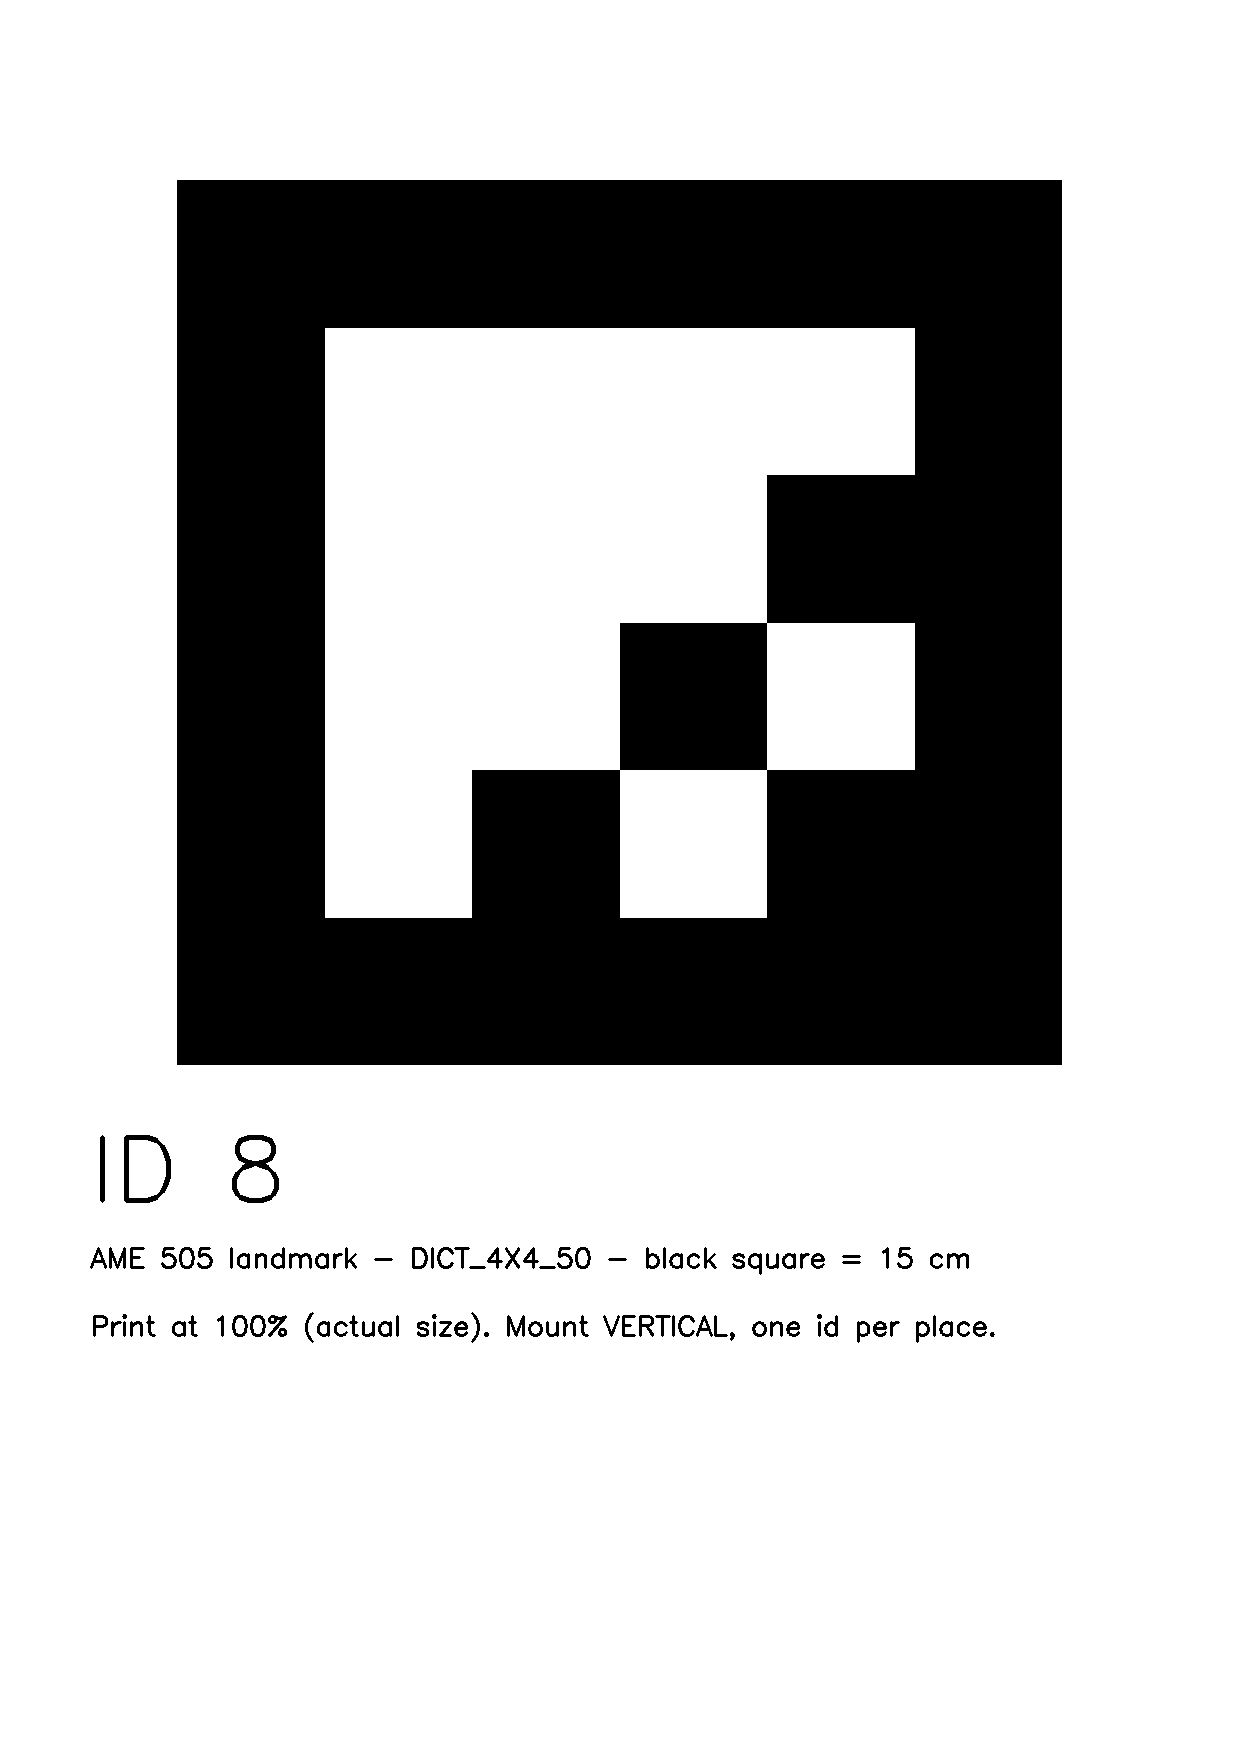 ID 8
AME 505 landmark - DICT_4X4_50 - black square = 15 cm
Print at 100% (actual size). Mount VERTICAL, one id per place.